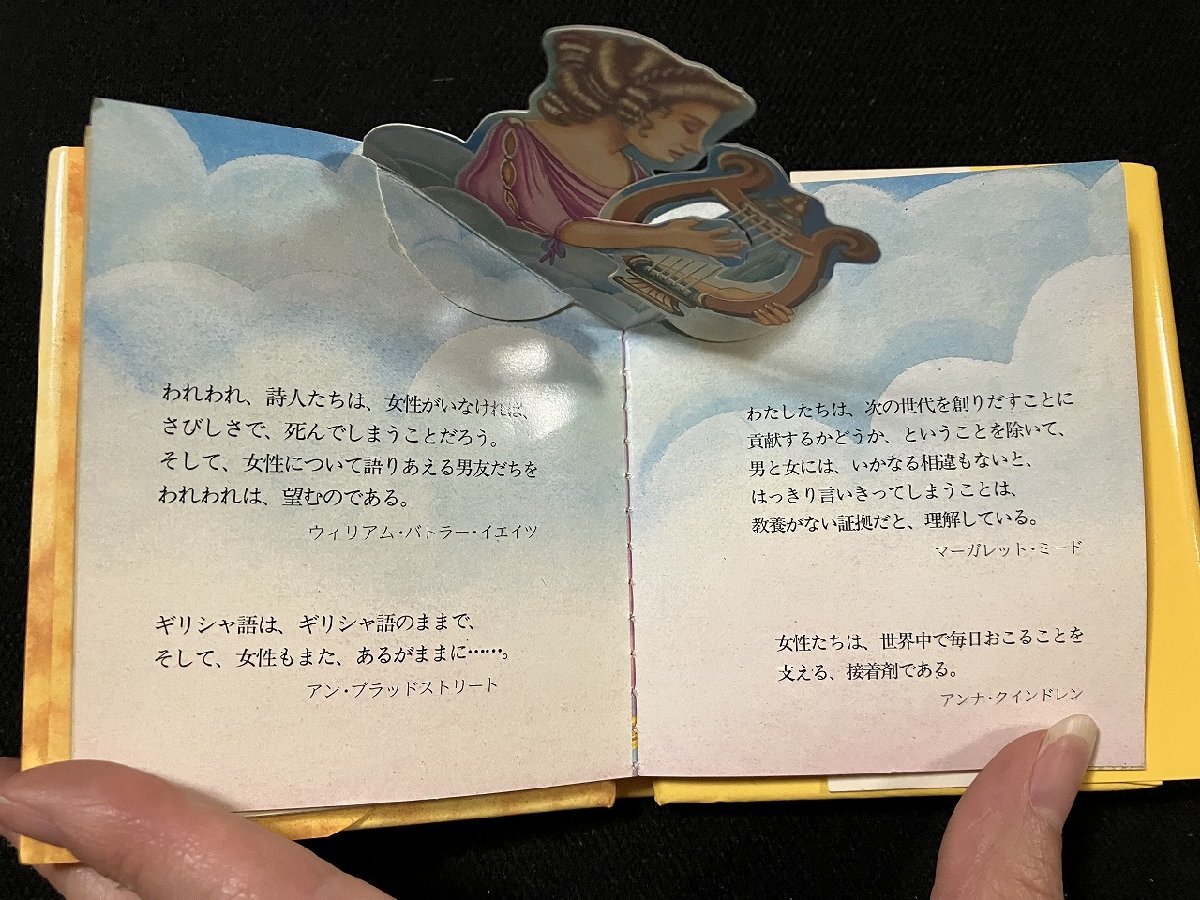 われわれ、詩人たちは、女性がいなければ、
さびしさで、死んでしまうことだろう。
そして、女性について語りあえる男友だちを
われわれは、望むのである。
ウィリアム・バトラー・イエイツ
ギリシャ語は、ギリシャ語のままで、
そして、女性もまた、あるがままに……。
アン・ブラッドストリート
わたしたちは、次の世代を創りだすことに
貢献するかどうか、ということを除いて、
男と女には、いかなる相違もないと、
はっきり言いきってしまうことは、
教養がない証拠だと、理解している。
マーガレット・ミード
女性たちは、世界中で毎日おこることを
支える、接着剤である。
アンナ・クインドレン